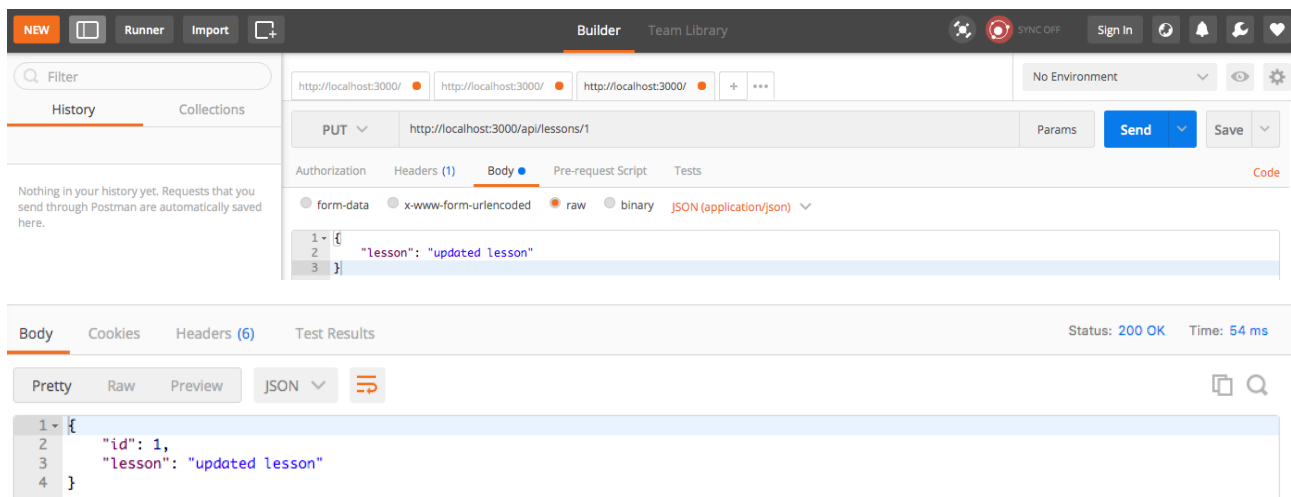 NEW Runner Import Builder Team Library SYNC OFF Sign In
Filter
History Collections
Nothing in your history yet. Requests that you
send through Postman are automatically saved
here.
http://localhost:3000/ http://localhost:3000/ http://localhost:3000/ + ••• No Environment
PUT http://localhost:3000/api/lessons/1 Params Send Save
Authorization Headers (1) Body Pre-request Script Tests Code
form-data x-www-form-urlencoded raw binary JSON (application/json)
1 {
2 "lesson": "updated lesson"
3 }
Body Cookies Headers (6) Test Results Status: 200 OK Time: 54 ms
Pretty Raw Preview JSON
1 {
2 "id": 1,
3 "lesson": "updated lesson"
4 }